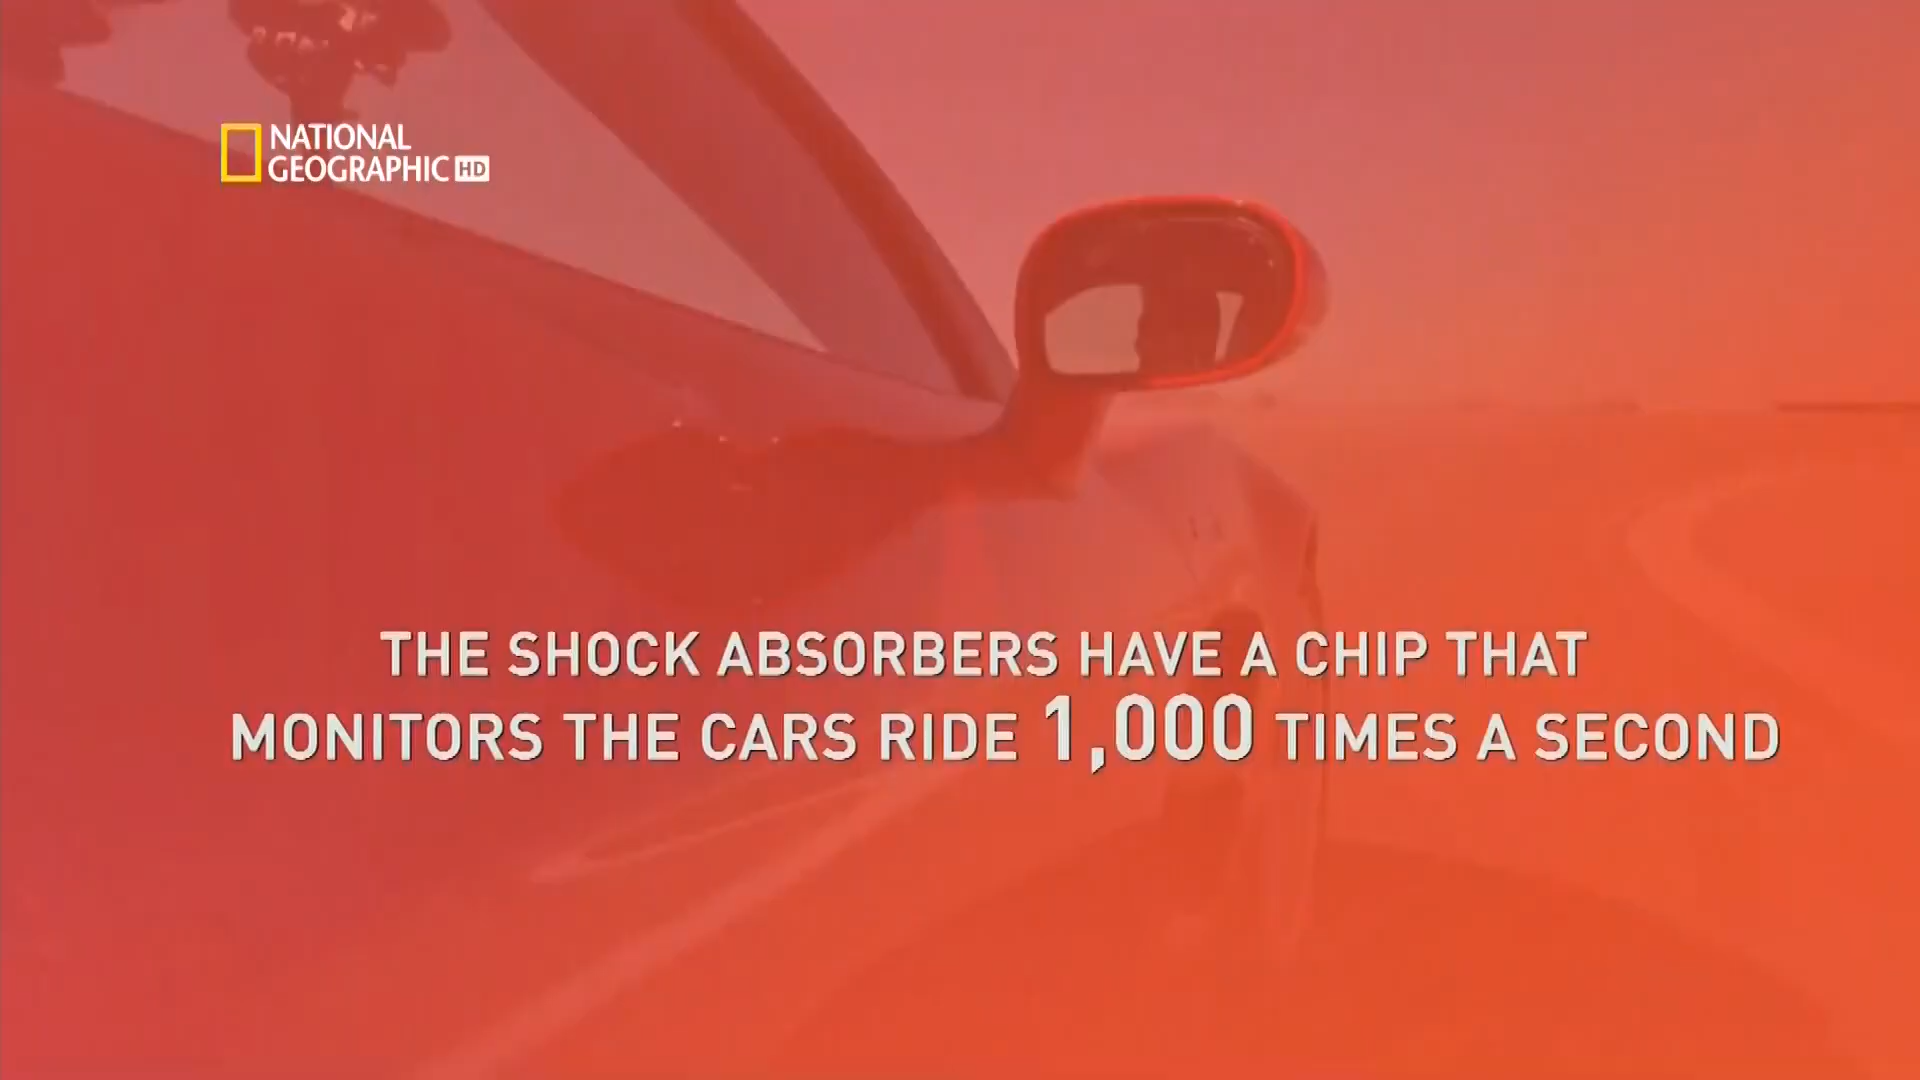 NATIONAL
GEOGRAPHIC HD
THE SHOCK ABSORBERS HAVE A CHIP THAT
MONITORS THE CARS RIDE 1,000 TIMES A SECOND